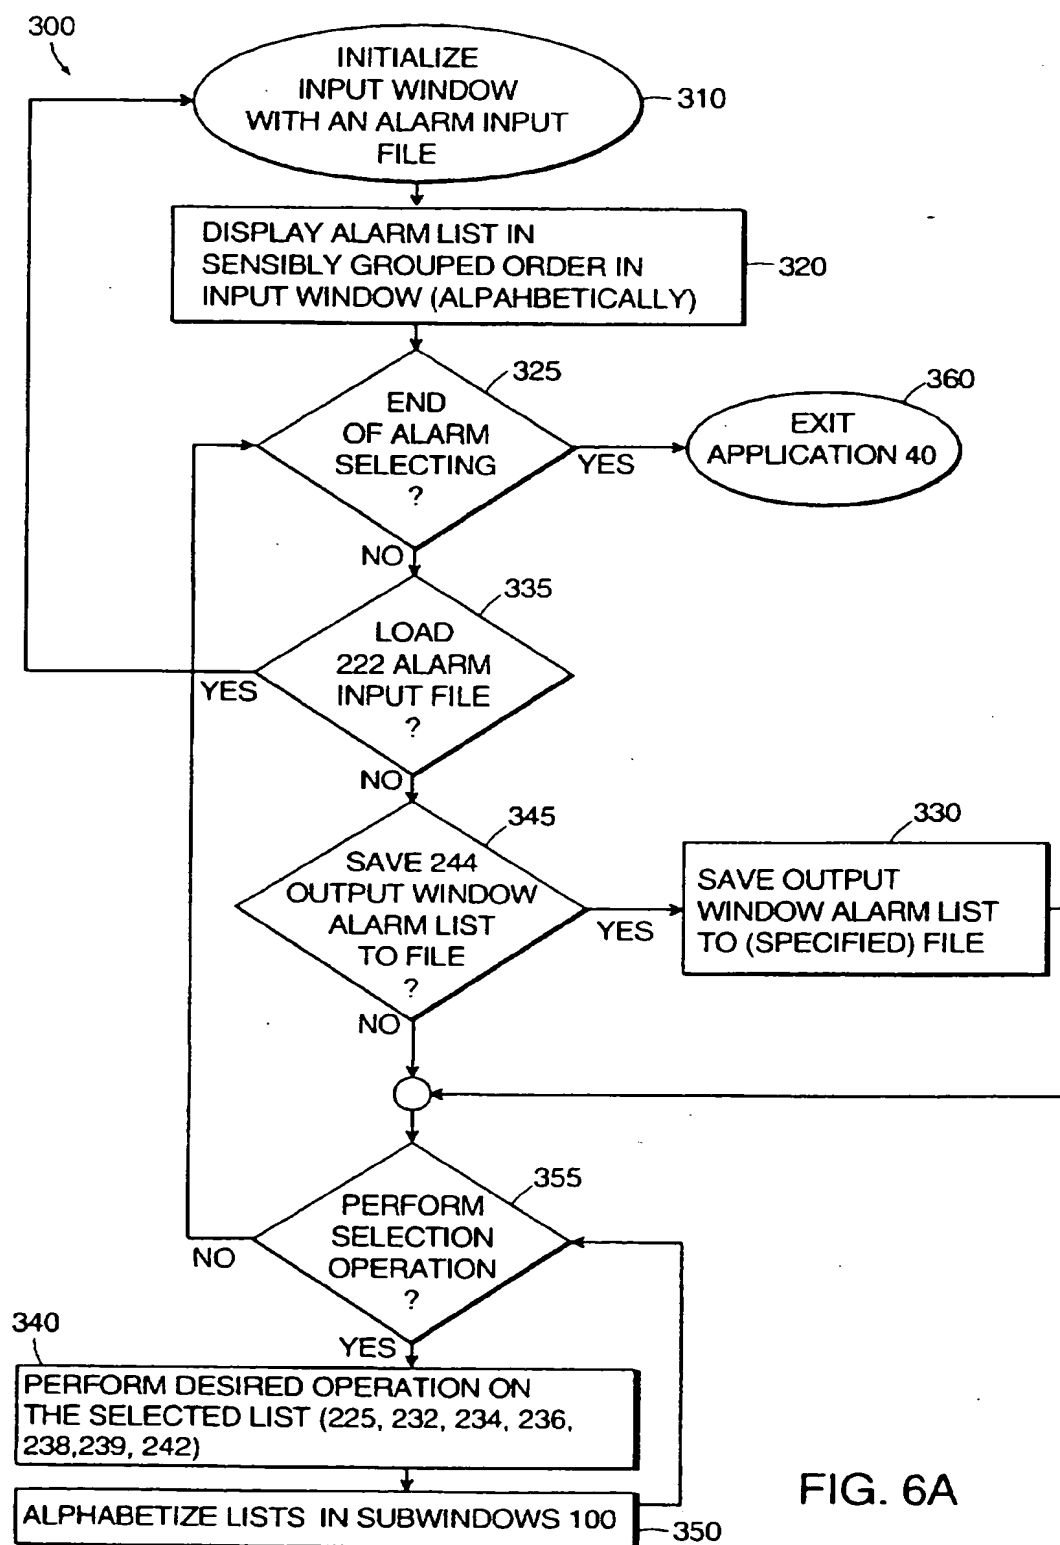 300
INITIALIZE
INPUT WINDOW
WITH AN ALARM INPUT
FILE
310
DISPLAY ALARM LIST IN
SENSIBLY GROUPED ORDER IN
INPUT WINDOW (ALPAHBETICALLY)
320
325
END
OF ALARM
SELECTING
?
YES
360
EXIT
APPLICATION 40
NO
335
LOAD
222 ALARM
INPUT FILE
?
YES
NO
345
SAVE 244
OUTPUT WINDOW
ALARM LIST
TO FILE
?
YES
330
SAVE OUTPUT
WINDOW ALARM LIST
TO (SPECIFIED) FILE
NO
355
PERFORM
SELECTION
OPERATION
?
NO
YES
340
PERFORM DESIRED OPERATION ON
THE SELECTED LIST (225, 232, 234, 236,
238,239, 242)
ALPHABETIZE LISTS IN SUBWINDOWS 100
350
FIG. 6A